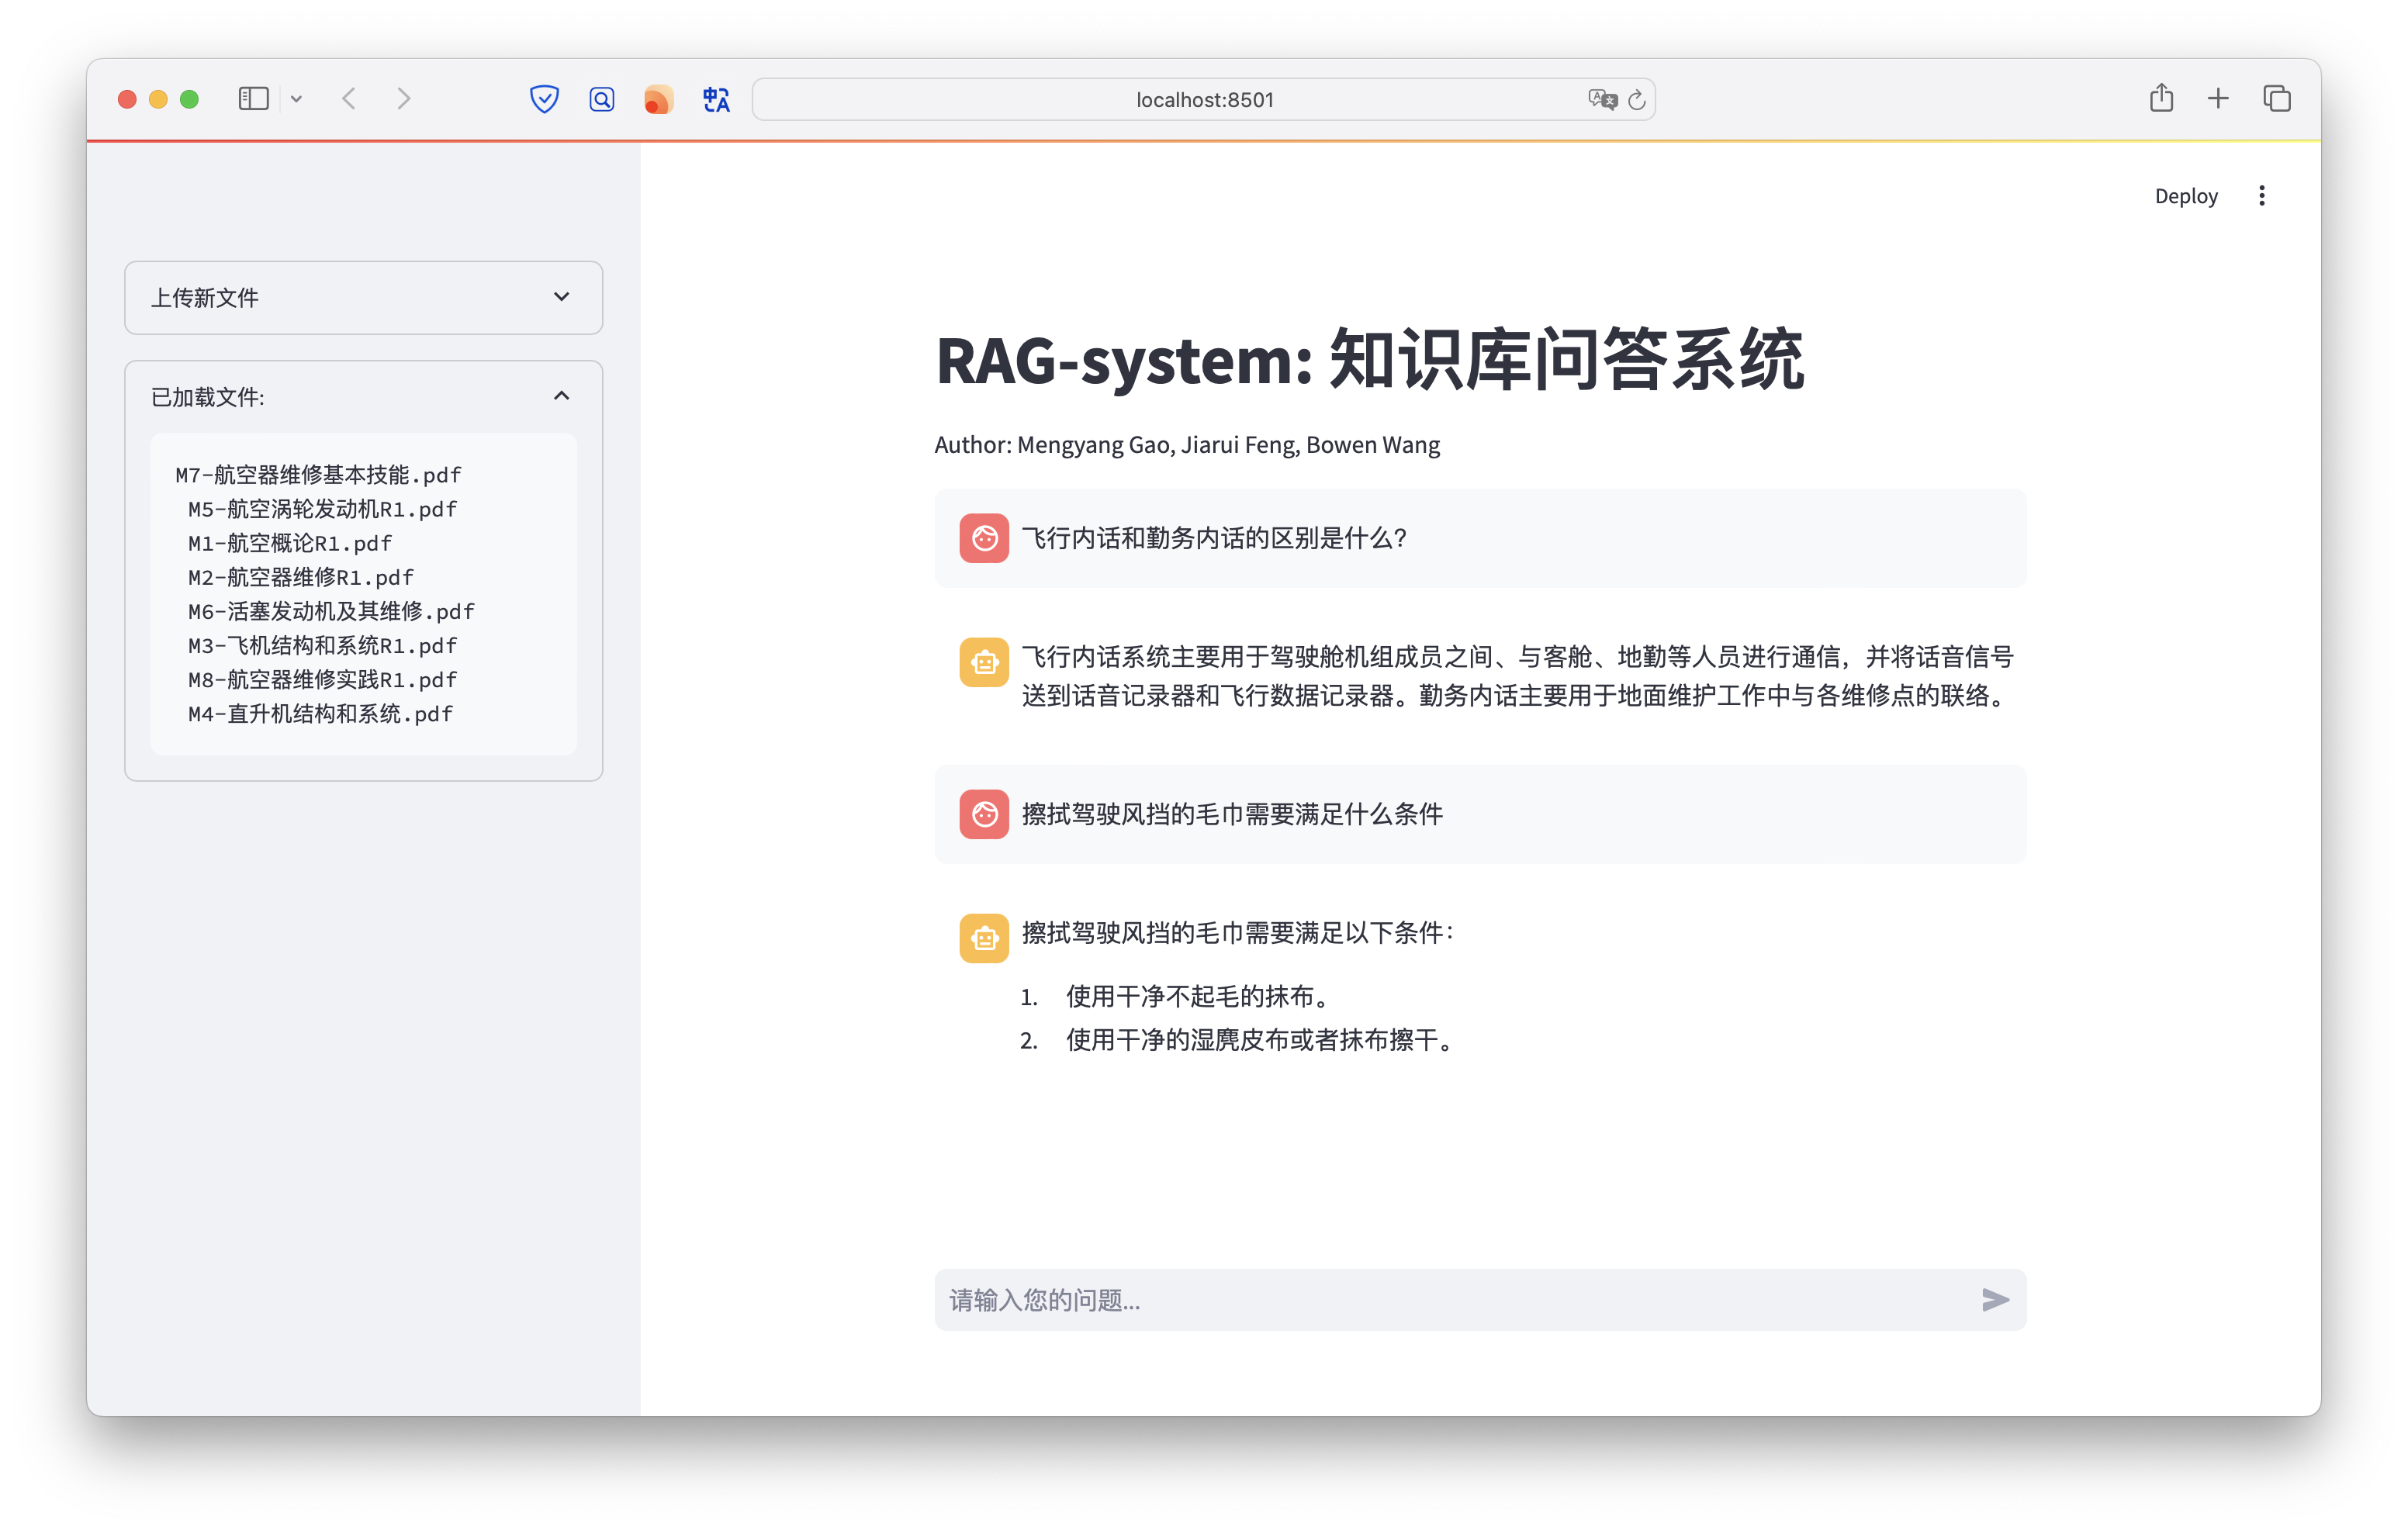 localhost:8501
Deploy
上传新文件
已加载文件:
M7-航空器维修基本技能.pdf
M5-航空涡轮发动机R1.pdf
M1-航空概论R1.pdf
M2-航空器维修R1.pdf
M6-活塞发动机及其维修.pdf
M3-飞机结构和系统R1.pdf
M8-航空器维修实践R1.pdf
M4-直升机结构和系统.pdf
RAG-system: 知识库问答系统
Author: Mengyang Gao, Jiarui Feng, Bowen Wang
飞行内话和勤务内话的区别是什么?
飞行内话系统主要用于驾驶舱机组成员之间、与客舱、地勤等人员进行通信，并将话音信号
送到话音记录器和飞行数据记录器。勤务内话主要用于地面维护工作中与各维修点的联络。
擦拭驾驶风挡的毛巾需要满足什么条件
擦拭驾驶风挡的毛巾需要满足以下条件：
1. 使用干净不起毛的抹布。
2. 使用干净的湿麂皮布或者抹布擦干。
请输入您的问题...